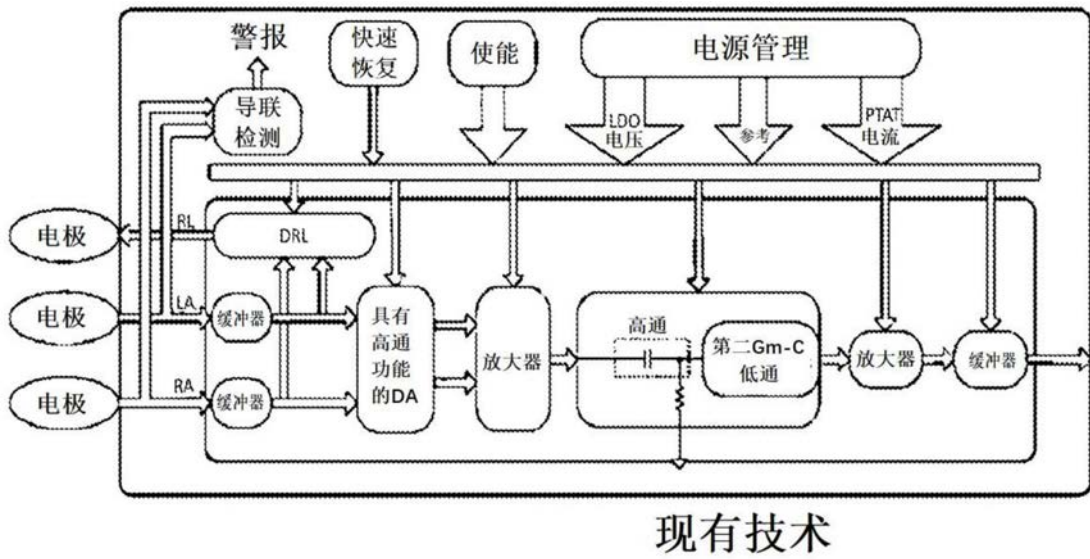 警报
快速
恢复
使能
电源管理
导联
检测
LDO
电压
参考
PTAT
电流
电极
RL
DRL
电极
LA
缓冲器
具有
高通
功能
的DA
放大器
高通
第二Gm-C
低通
放大器
缓冲器
电极
RA
缓冲器
现有技术